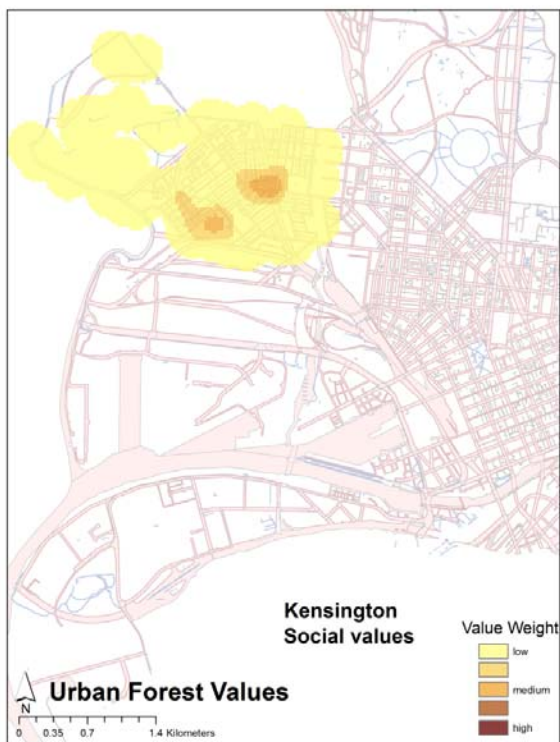 Kensington
Social values
Value Weight
low
medium
high
N
Urban Forest Values
0 0.35 0.7 1.4 Kilometers